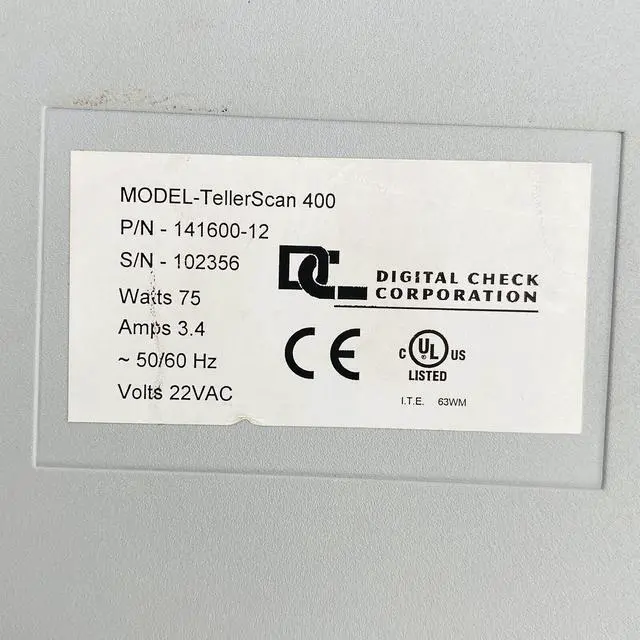 MODEL-TellerScan 400
P/N - 141600-12
S/N - 102356
Watts 75
Amps 3.4
~ 50/60 Hz
Volts 22VAC
DC
DIGITAL CHECK
CORPORATION
CE
C UL US
LISTED
I.T.E. 63WM